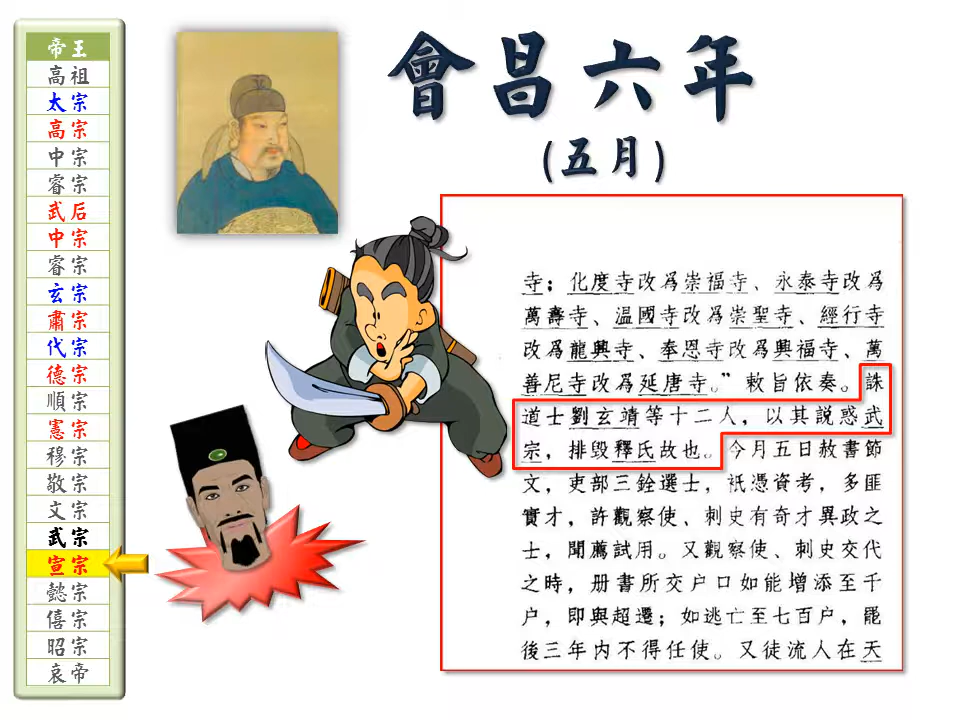 帝王
高祖
太宗
高宗
中宗
睿宗
武后
中宗
睿宗
玄宗
肅宗
代宗
德宗
順宗
憲宗
穆宗
敬宗
文宗
武宗
宣宗
懿宗
僖宗
昭宗
哀帝
會昌六年
(五月)
寺；化度寺改爲崇福寺、永泰寺改爲
萬壽寺、溫國寺改爲崇聖寺、經行寺
改爲龍興寺、奉恩寺改爲興福寺、萬
善尼寺改爲延唐寺。”敕旨依奏。誅
道士劉玄靖等十二人，以其説惑武
宗，排毀釋氏故也。今月五日赦書節
文，吏部三銓選士，祇憑資考，多匪
實才，許觀察使、刺史有奇才異政之
士，聞薦試用。又觀察使、刺史交代
之時，册書所交户口如能增添至千
户，即與超遷；如逃亡至七百户，罷
後三年内不得任使。又徒流人在天